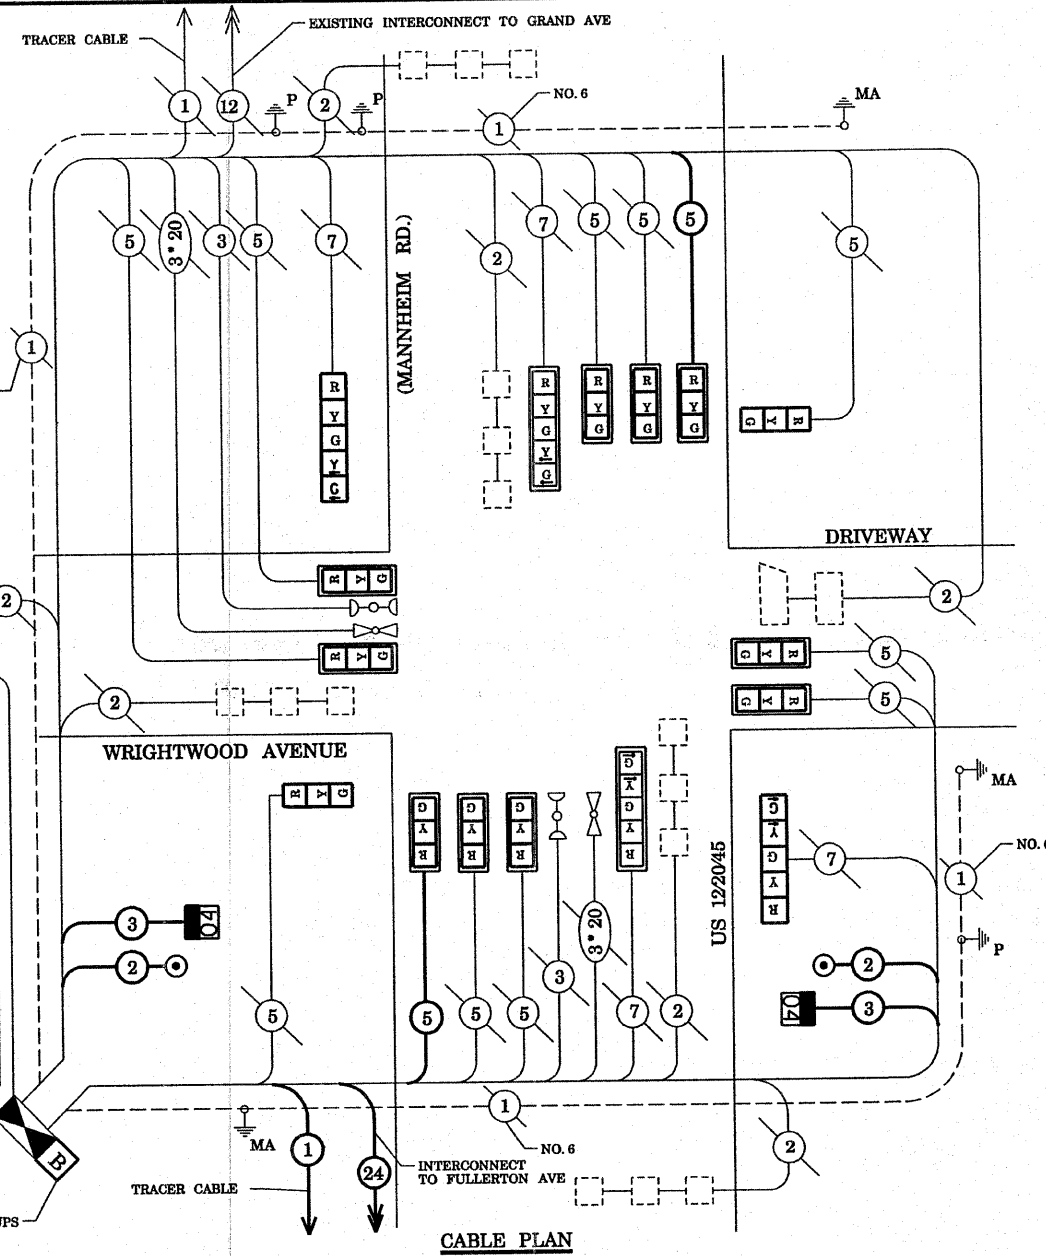 EXISTING INTERCONNECT TO GRAND AVE
TRACER CABLE
1
12
2
P
P
NO. 6
1
MA
5
3 * 20
3
5
7
2
7
5
5
5
5
1
(MANNHEIM RD.)
R
Y
G
Y
G
R
Y
G
Y
G
R
Y
G
R
Y
G
R
Y
G
R Y G
DRIVEWAY
2
2
R Y G
R Y G
R Y G
5
R Y G
5
2
WRIGHTWOOD AVENUE
R Y G
G
Y
R
G
Y
R
G
Y
R
G
Y
G
Y
R
US 12/20/45
G
Y
G
Y
R
7
MA
NO. 6
1
P
3
04
2
5
5
5
5
3
3 * 20
7
2
2
04
3
1
NO. 6
MA
1
24
2
INTERCONNECT
TO FULLERTON AVE
TRACER CABLE
B
UPS
CABLE PLAN